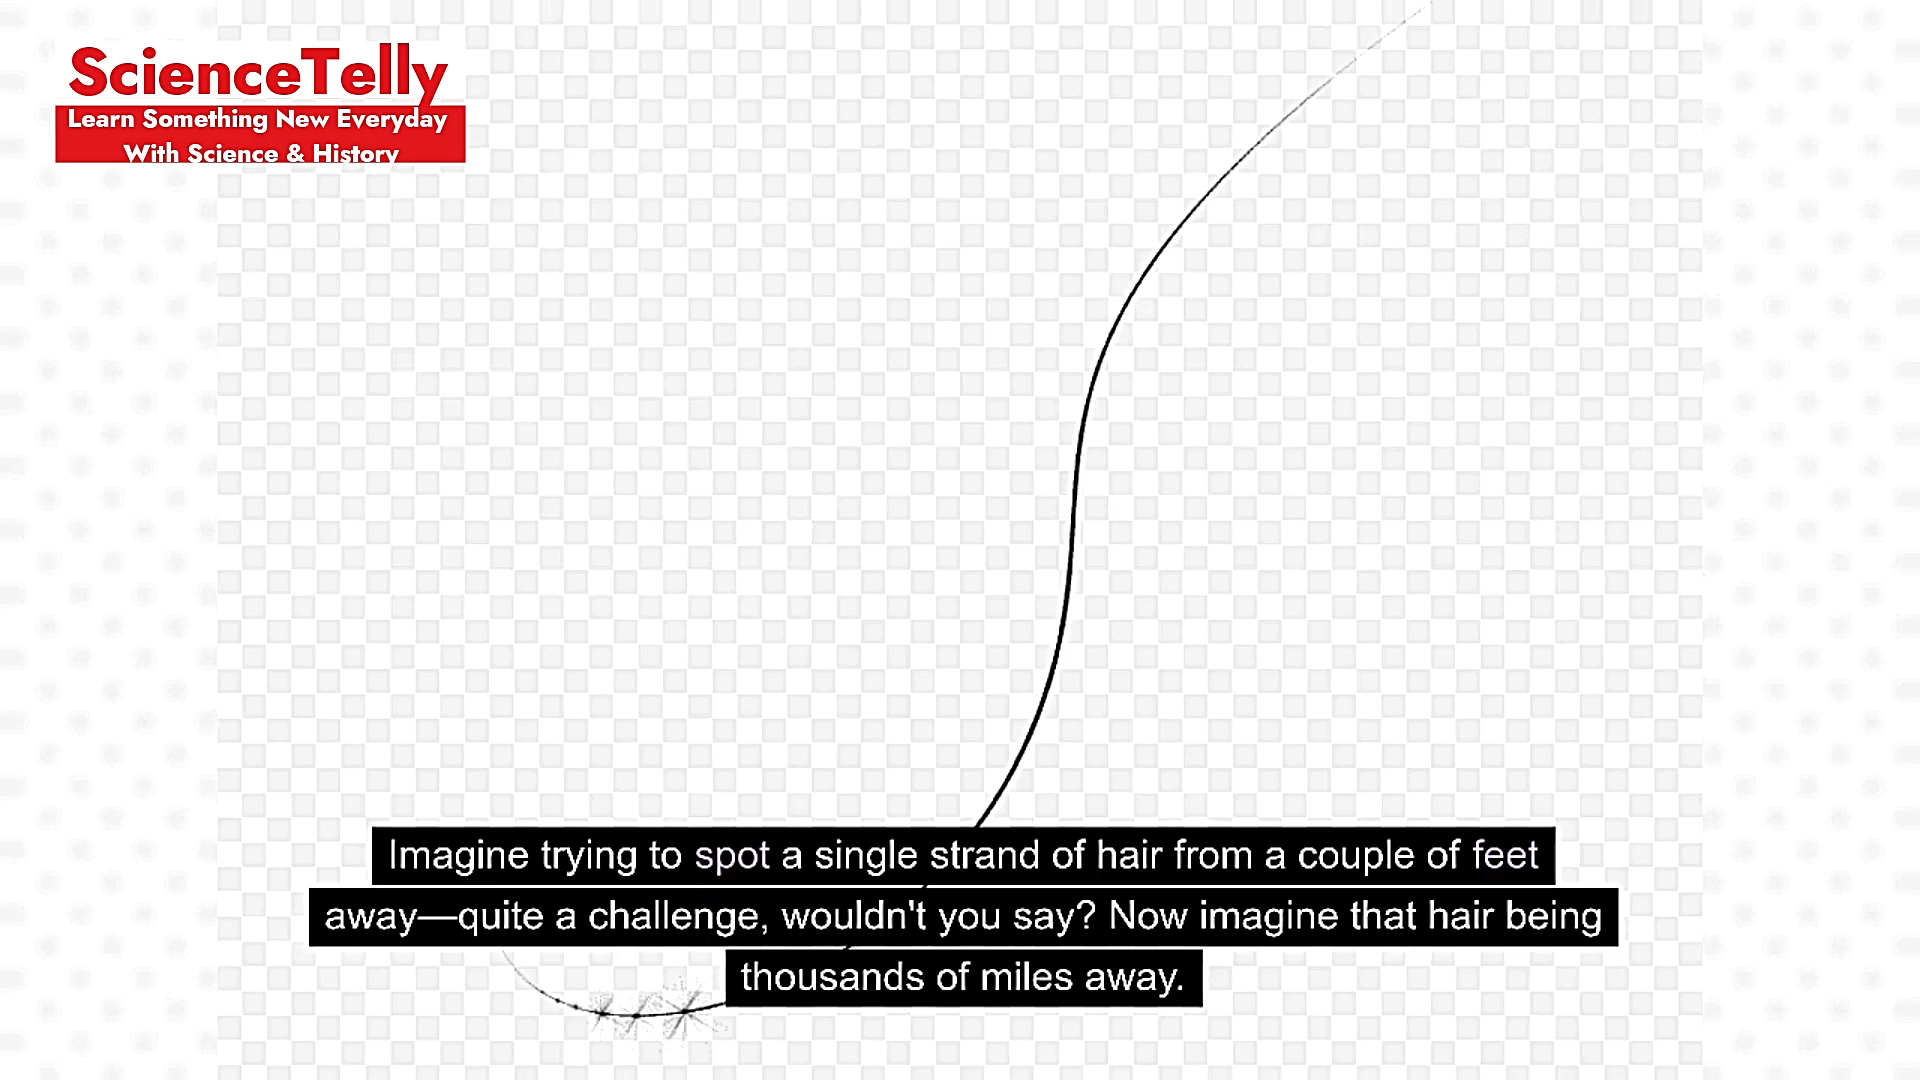 ScienceTelly
Learn Something New Everyday
With Science & History
Imagine trying to spot a single strand of hair from a couple of feet
away—quite a challenge, wouldn't you say? Now imagine that hair being
thousands of miles away.